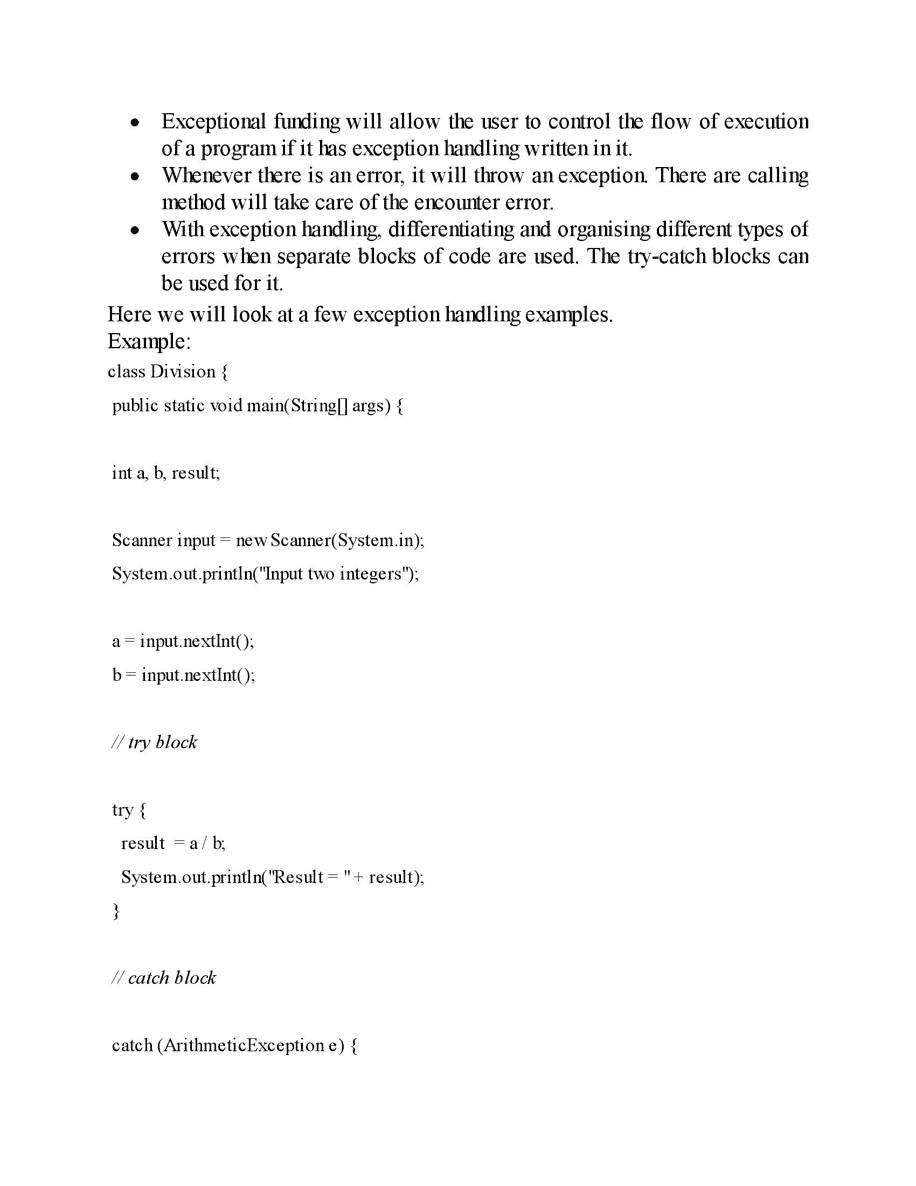 • Exceptional funding will allow the user to control the flow of execution
of a program if it has exception handling written in it.
• Whenever there is an error, it will throw an exception. There are calling
method will take care of the encounter error.
• With exception handling, differentiating and organising different types of
errors when separate blocks of code are used. The try-catch blocks can
be used for it.
Here we will look at a few exception handling examples.
Example:
class Division {
public static void main(String[] args) {
int a, b, result;
Scanner input = new Scanner(System.in);
System.out.println("Input two integers");
a = input.nextInt();
b = input.nextInt();
// try block
try {
result = a / b;
System.out.println("Result = " + result);
}
// catch block
catch (ArithmeticException e) {